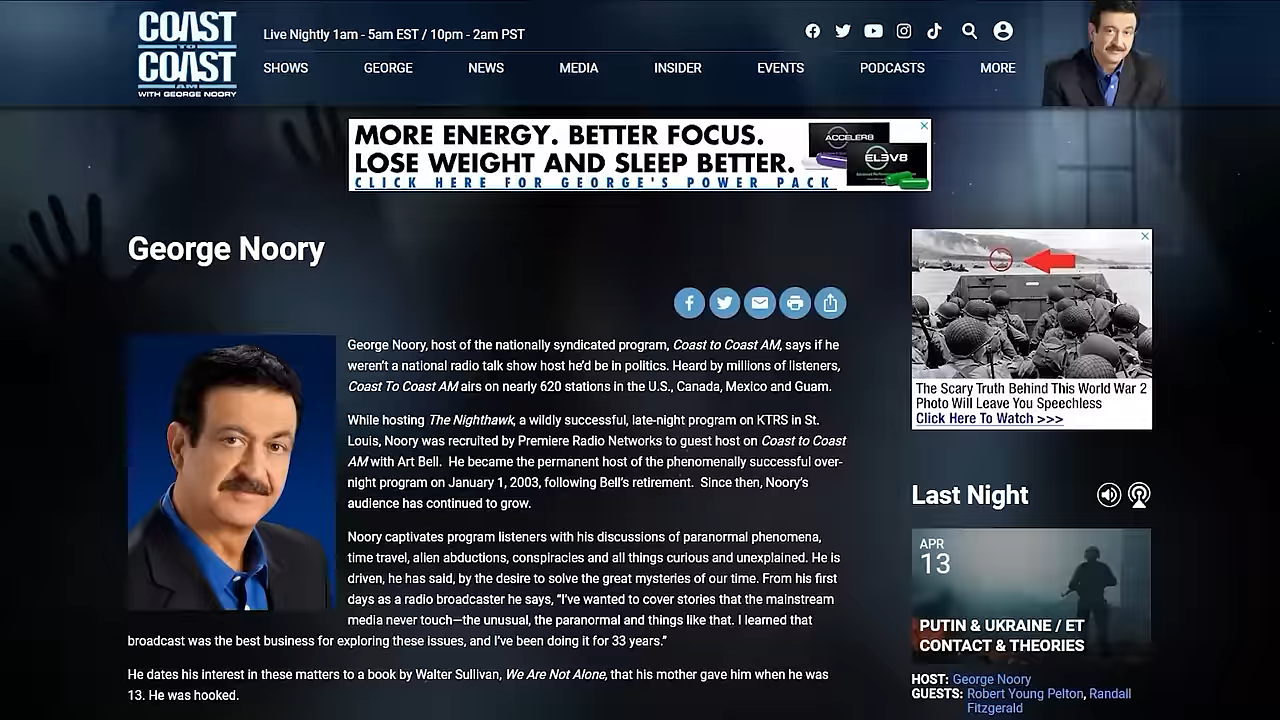 COAST
TO
COAST
AM
WITH GEORGE NOORY
Live Nightly 1am - 5am EST / 10pm - 2am PST
SHOWS GEORGE NEWS MEDIA INSIDER EVENTS PODCASTS MORE
MORE ENERGY. BETTER FOCUS.
LOSE WEIGHT AND SLEEP BETTER.
CLICK HERE FOR GEORGE'S POWER PACK
ACCELER8
ELEV8
George Noory
George Noory, host of the nationally syndicated program, Coast to Coast AM, says if he
weren't a national radio talk show host he'd be in politics. Heard by millions of listeners,
Coast To Coast AM airs on nearly 620 stations in the U.S., Canada, Mexico and Guam.
While hosting The Nighthawk, a wildly successful, late-night program on KTRS in St.
Louis, Noory was recruited by Premiere Radio Networks to guest host on Coast to Coast
AM with Art Bell.  He became the permanent host of the phenomenally successful over-
night program on January 1, 2003, following Bell's retirement.  Since then, Noory's
audience has continued to grow.
Noory captivates program listeners with his discussions of paranormal phenomena,
time travel, alien abductions, conspiracies and all things curious and unexplained. He is
driven, he has said, by the desire to solve the great mysteries of our time. From his first
days as a radio broadcaster he says, “I've wanted to cover stories that the mainstream
media never touch—the unusual, the paranormal and things like that. I learned that
broadcast was the best business for exploring these issues, and I've been doing it for 33 years.”
He dates his interest in these matters to a book by Walter Sullivan, We Are Not Alone, that his mother gave him when he was
13. He was hooked.
The Scary Truth Behind This World War 2
Photo Will Leave You Speechless
Click Here To Watch >>>
Last Night
APR
13
PUTIN & UKRAINE / ET
CONTACT & THEORIES
HOST: George Noory
GUESTS: Robert Young Pelton, Randall
Fitzgerald